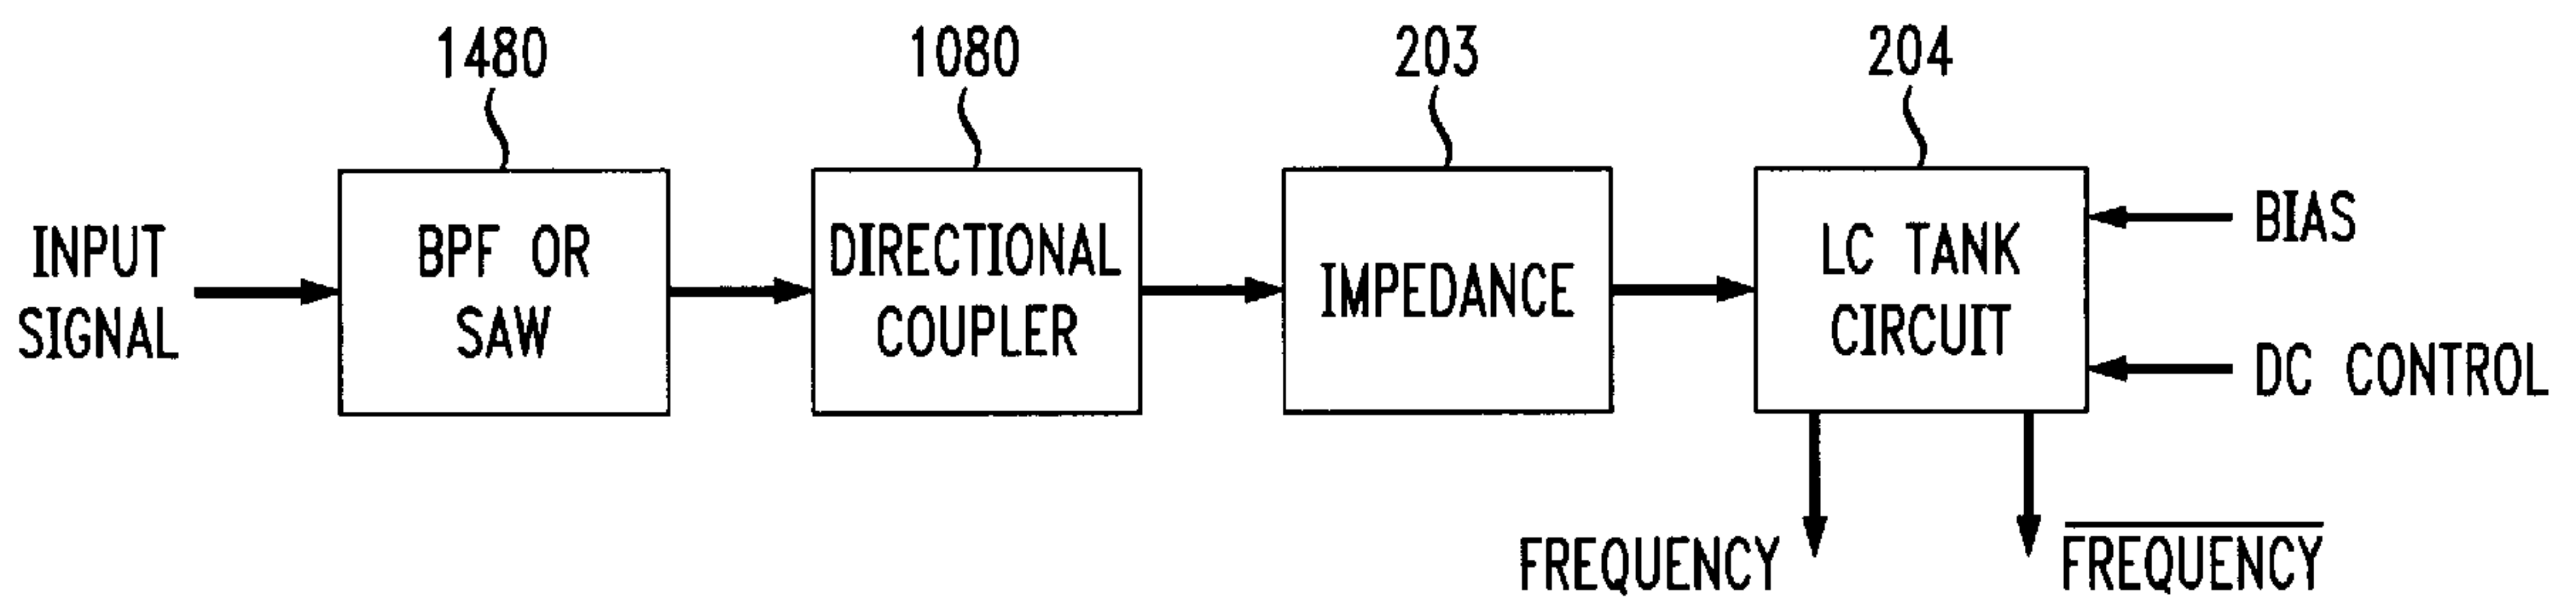 1480
1080
203
204
INPUT
SIGNAL
BPF OR
SAW
DIRECTIONAL
COUPLER
IMPEDANCE
LC TANK
CIRCUIT
BIAS
DC CONTROL
FREQUENCY
FREQUENCY